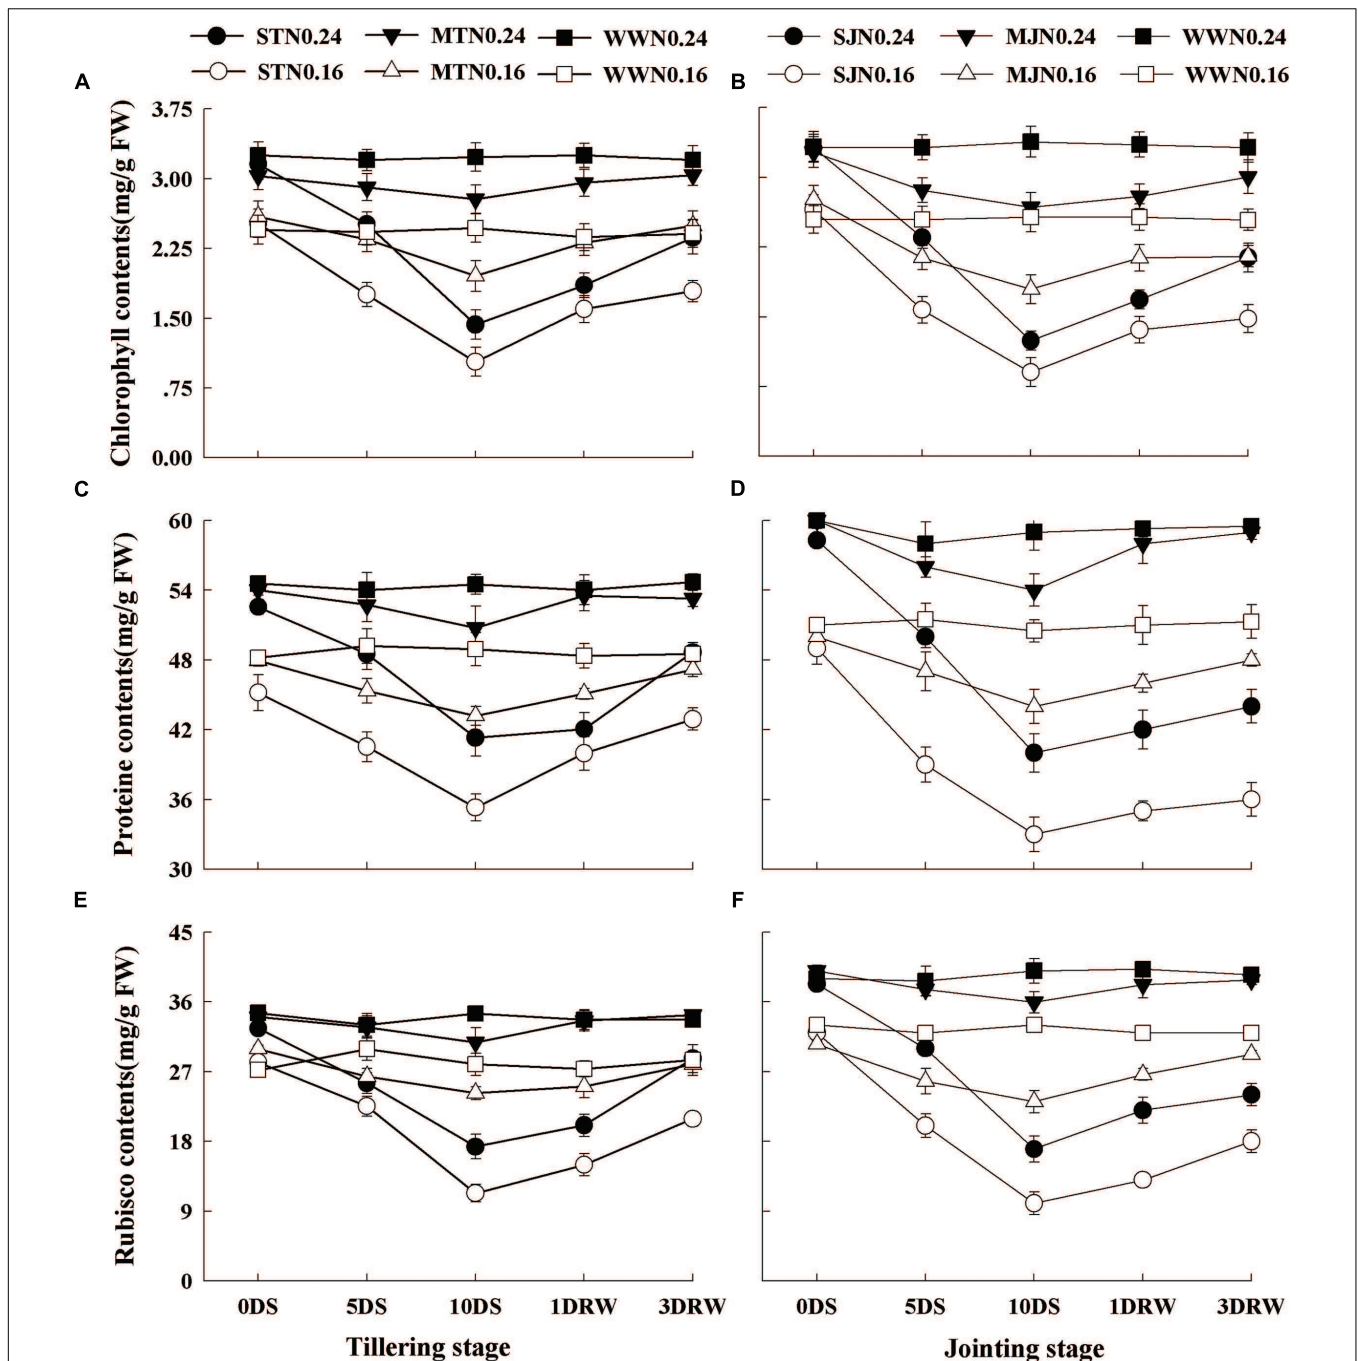 STN0.24 MTN0.24 WWN0.24 SJN0.24 MJN0.24 WWN0.24
STN0.16 MTN0.16 WWN0.16 SJN0.16 MJN0.16 WWN0.16
A B
Chlorophyll contents(mg/g FW)
3.75
3.00
2.25
1.50
.75
0.00
C D
Proteine contents(mg/g FW)
60
54
48
42
36
30
E F
Rubisco contents(mg/g FW)
45
36
27
18
9
0
0DS 5DS 10DS 1DRW 3DRW 0DS 5DS 10DS 1DRW 3DRW
Tillering stage Jointing stage